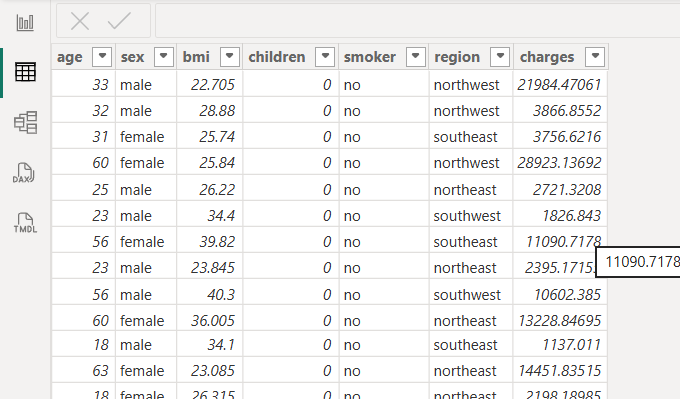 age sex bmi children smoker region charges
33 male 22.705 0 no northwest 21984.47061
32 male 28.88 0 no northwest 3866.8552
31 female 25.74 0 no southeast 3756.6216
60 female 25.84 0 no northwest 28923.13692
25 male 26.22 0 no northeast 2721.3208
23 male 34.4 0 no southwest 1826.843
56 female 39.82 0 no southeast 11090.7178
11090.7178
23 male 23.845 0 no northeast 2395.1715
56 male 40.3 0 no southwest 10602.385
60 female 36.005 0 no northeast 13228.84695
18 male 34.1 0 no southeast 1137.011
63 female 23.085 0 no northeast 14451.83515
18 female 26.315 0 no northeast 2198.18985
DAX
TMDL